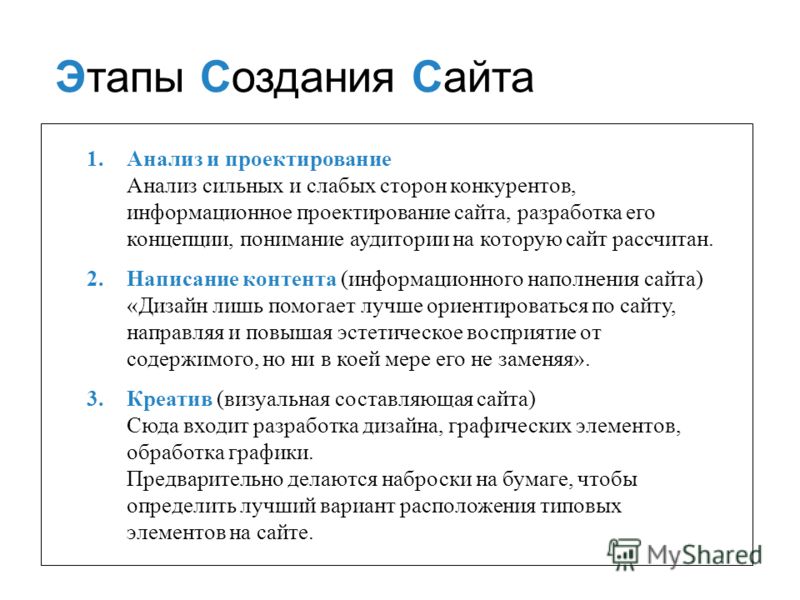 Этапы Создания Сайта
1. Анализ и проектирование
Анализ сильных и слабых сторон конкурентов,
информационное проектирование сайта, разработка его
концепции, понимание аудитории на которую сайт рассчитан.
2. Написание контента (информационного наполнения сайта)
«Дизайн лишь помогает лучше ориентироваться по сайту,
направляя и повышая эстетическое восприятие от
содержимого, но ни в коей мере его не заменяя».
3. Креатив (визуальная составляющая сайта)
Сюда входит разработка дизайна, графических элементов,
обработка графики.
Предварительно делаются наброски на бумаге, чтобы
определить лучший вариант расположения типовых
элементов на сайте.
MyShared